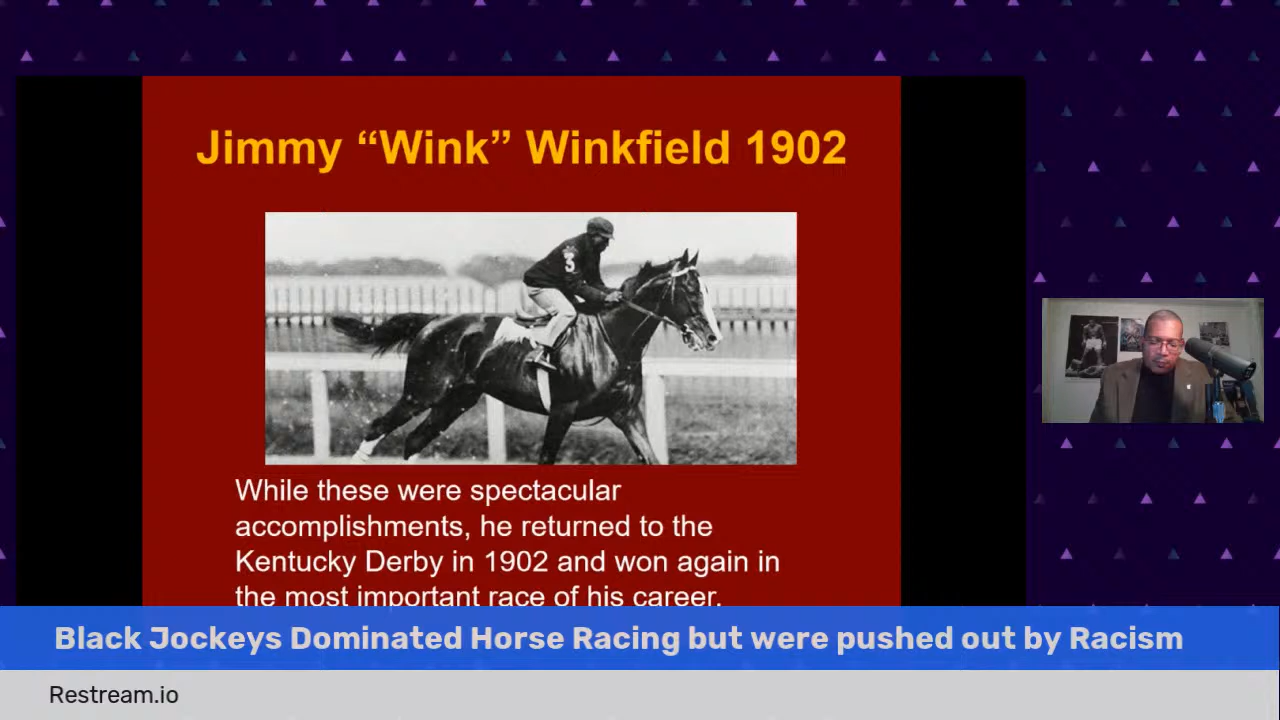 Jimmy “Wink” Winkfield 1902
3
While these were spectacular
accomplishments, he returned to the
Kentucky Derby in 1902 and won again in
the most important race of his career.
Black Jockeys Dominated Horse Racing but were pushed out by Racism
Restream.io